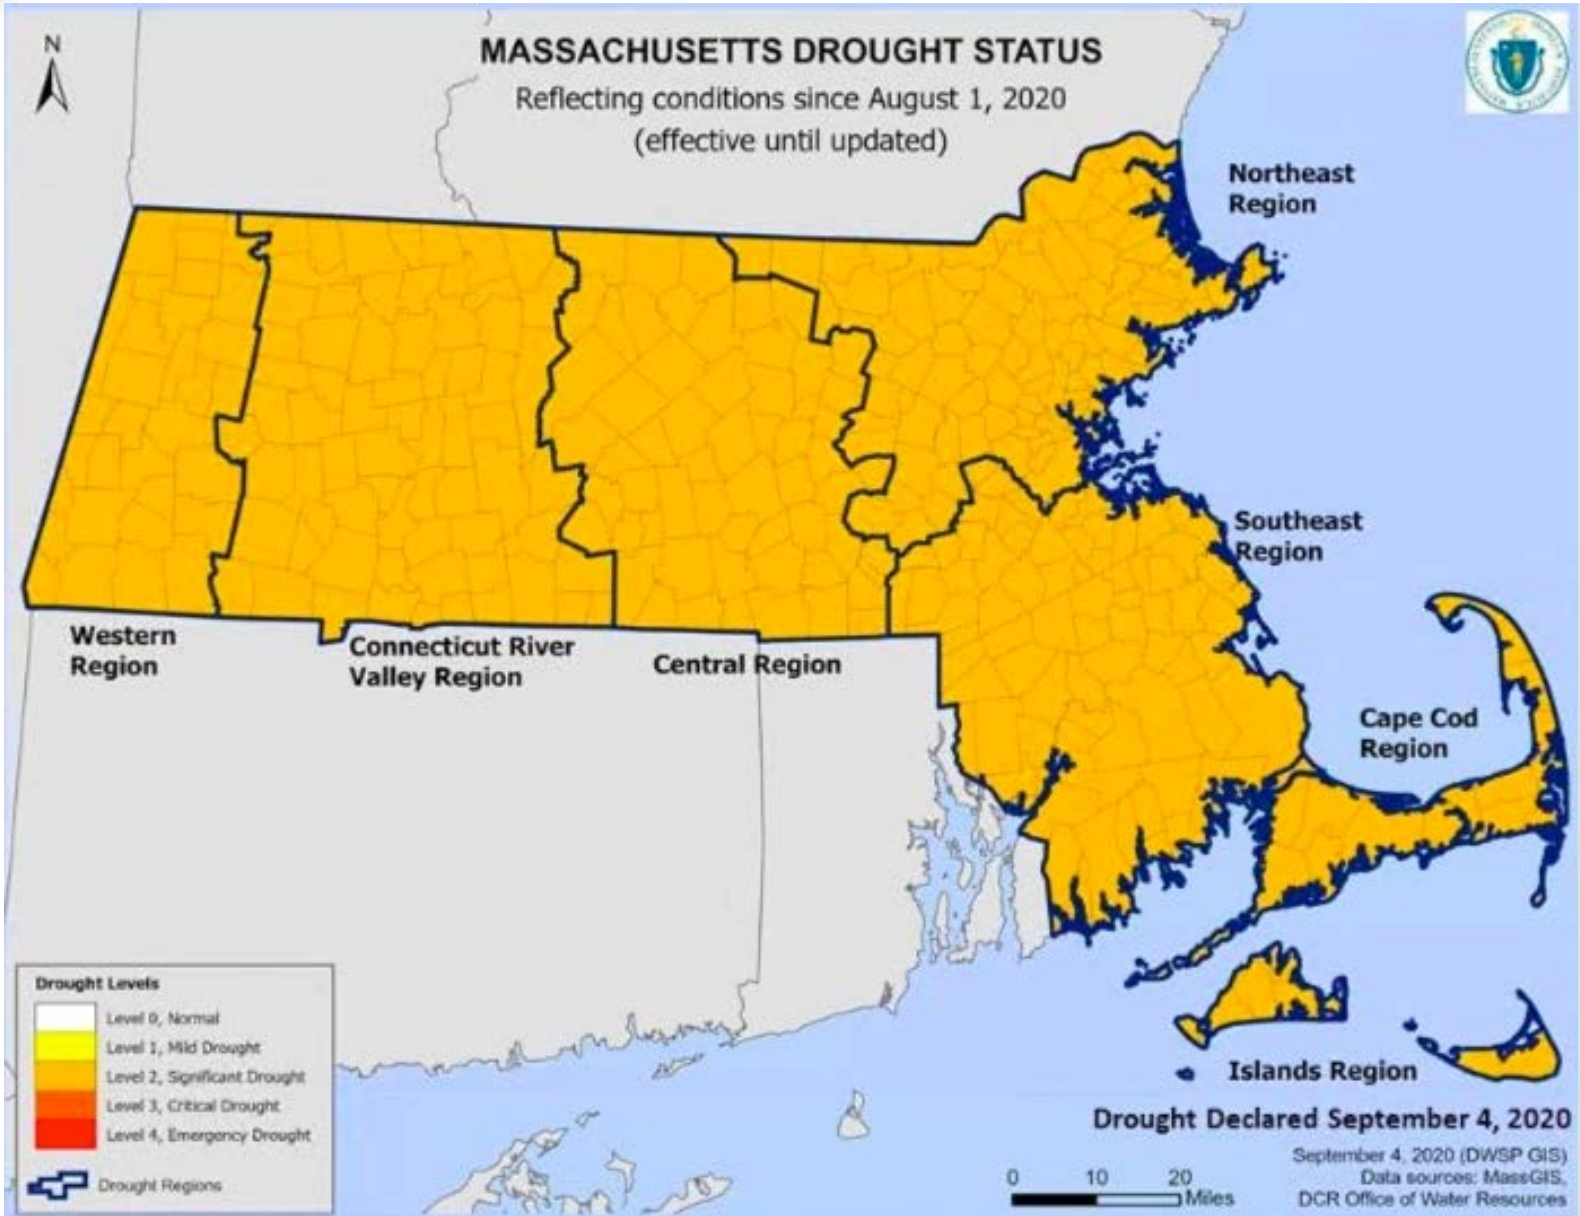 N
MASSACHUSETTS DROUGHT STATUS
Reflecting conditions since August 1, 2020
(effective until updated)
Northeast
Region
Southeast
Region
Western
Region
Connecticut River
Valley Region
Central Region
Cape Cod
Region
Islands Region
Drought Levels
Level 0, Normal
Level 1, Mild Drought
Level 2, Significant Drought
Level 3, Critical Drought
Level 4, Emergency Drought
Drought Regions
Drought Declared September 4, 2020
September 4, 2020 (DWSP GIS)
Data sources: MassGIS,
DCR Office of Water Resources
0 10 20
Miles